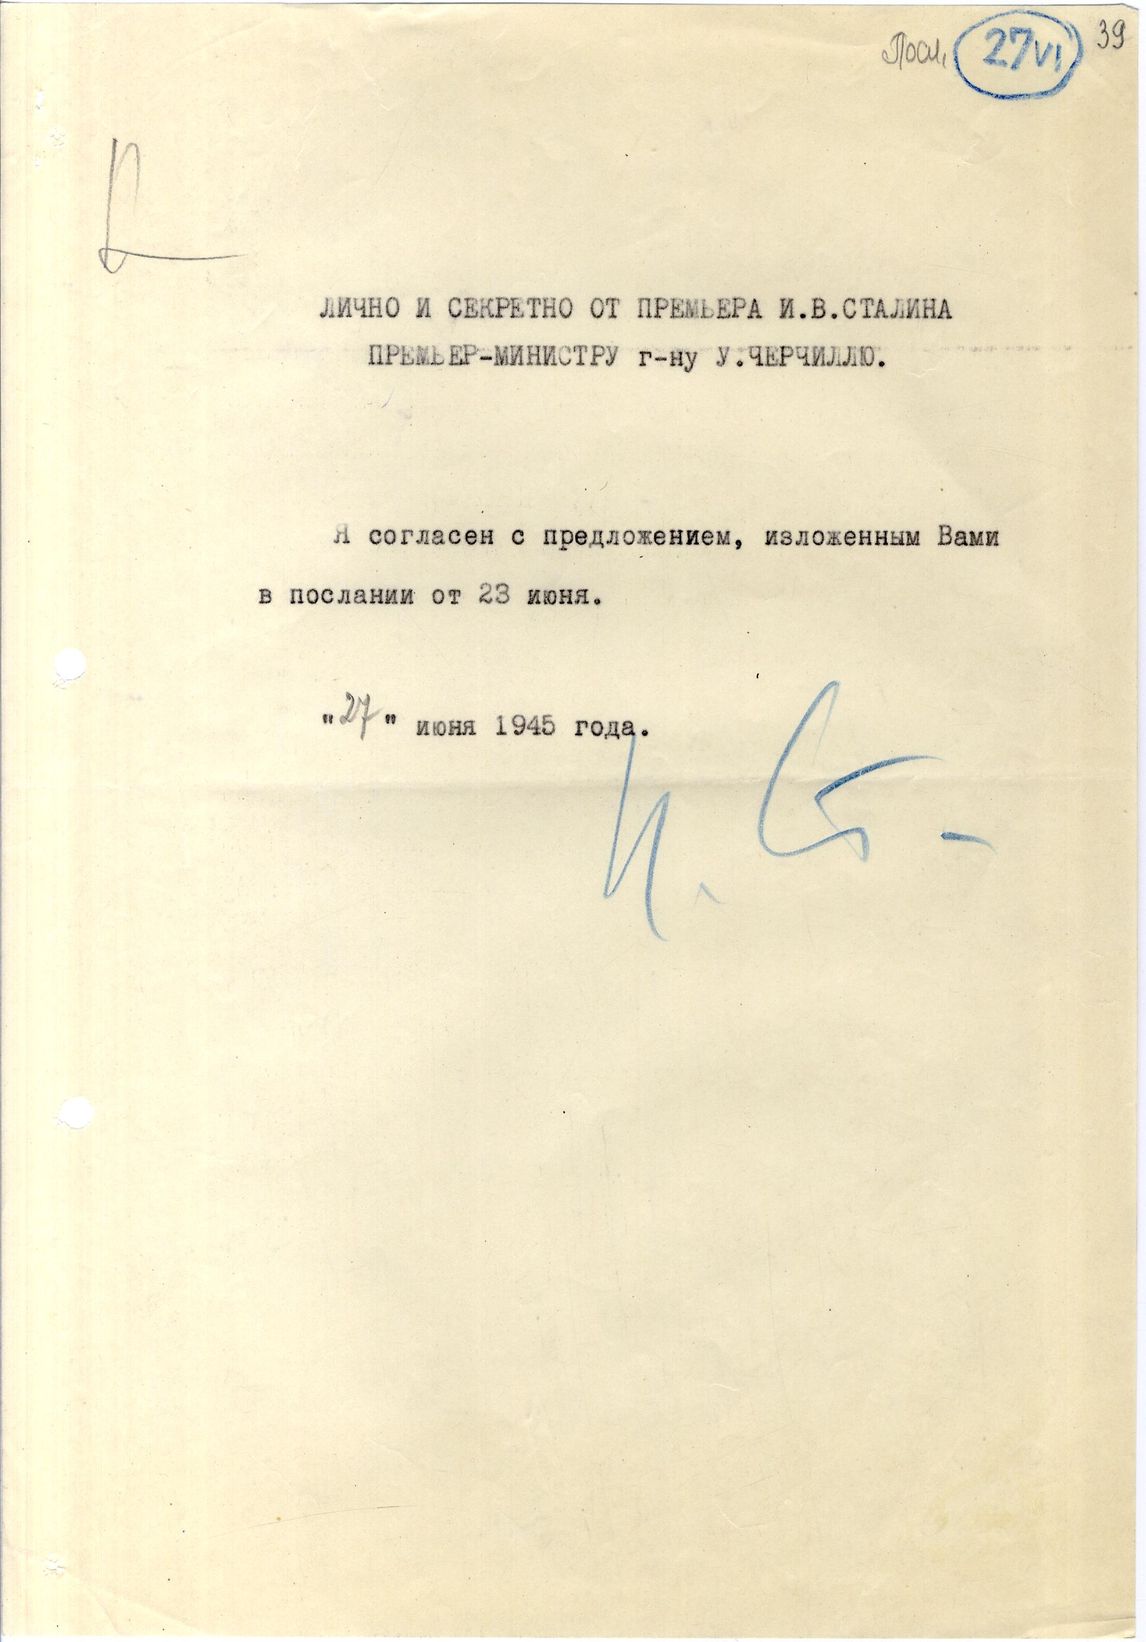 Посл. 27 VI 39
ЛИЧНО И СЕКРЕТНО ОТ ПРЕМЬЕРА И.В.СТАЛИНА
ПРЕМЬЕР-МИНИСТРУ г-ну У.ЧЕРЧИЛЛЮ.
Я согласен с предложением, изложенным Вами
в послании от 23 июня.
"27" июня 1945 года.
И. Ст-